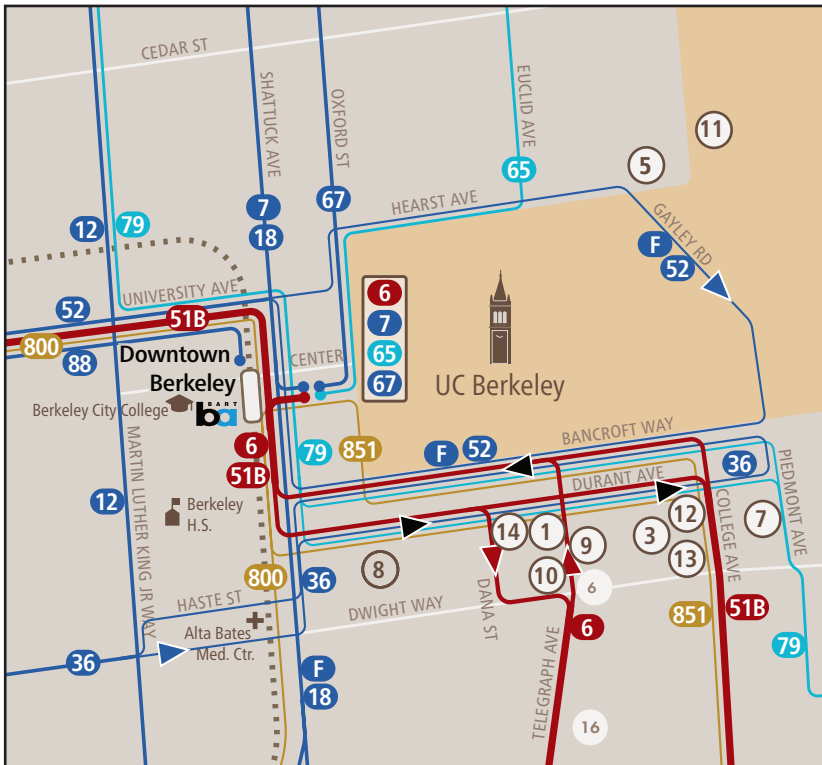 CEDAR ST
SHATTUCK AVE
OXFORD ST
EUCLID AVE
11
5
65
HEARST AVE
7
67
79
12
18
GAYLEY RD
F
52
UNIVERSITY AVE
52
51B
800
88
6
7
65
67
CENTER
Downtown
Berkeley
UC Berkeley
Berkeley City College
BART
ba
6
51B
79
851
F
52
BANCROFT WAY
36
DURANT AVE
PIEDMONT AVE
MARTIN LUTHER KING JR WAY
12
Berkeley
H.S.
14
1
9
3
12
7
13
COLLEGE AVE
8
10
6
800
36
HASTE ST
DWIGHT WAY
DANA ST
TELEGRAPH AVE
6
851
51B
79
Alta Bates
Med. Ctr.
36
F
18
16